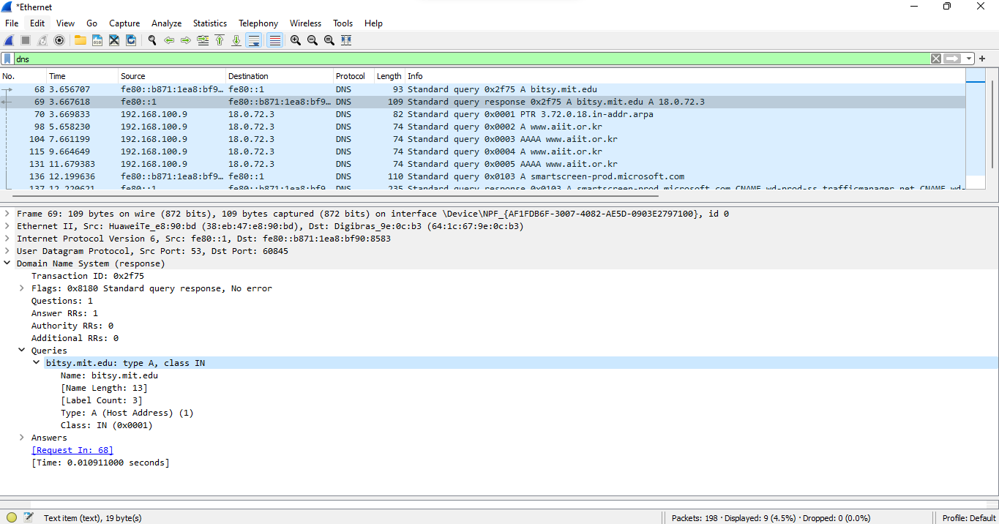 *Ethernet
File Edit View Go Capture Analyze Statistics Telephony Wireless Tools Help
dns
No. Time Source Destination Protocol Length Info
68 3.656707 fe80::b871:1ea8:bf9… fe80::1 DNS 93 Standard query 0x2f75 A bitsy.mit.edu
69 3.667618 fe80::1 fe80::b871:1ea8:bf9… DNS 109 Standard query response 0x2f75 A bitsy.mit.edu A 18.0.72.3
70 3.669833 192.168.100.9 18.0.72.3 DNS 82 Standard query 0x0001 PTR 3.72.0.18.in-addr.arpa
98 5.658230 192.168.100.9 18.0.72.3 DNS 74 Standard query 0x0002 A www.aiit.or.kr
104 7.661199 192.168.100.9 18.0.72.3 DNS 74 Standard query 0x0003 AAAA www.aiit.or.kr
115 9.664649 192.168.100.9 18.0.72.3 DNS 74 Standard query 0x0004 A www.aiit.or.kr
131 11.679383 192.168.100.9 18.0.72.3 DNS 74 Standard query 0x0005 AAAA www.aiit.or.kr
136 12.199636 fe80::b871:1ea8:bf9… fe80::1 DNS 110 Standard query 0x0103 A smartscreen-prod.microsoft.com
137 12.220621 fe80::1 fe80::b871:1ea8:bf9… DNS 235 Standard query response 0x0103 A smartscreen-prod.microsoft.com CNAME wd-prod-ss.trafficmanager.net CNAME wd-
Frame 69: 109 bytes on wire (872 bits), 109 bytes captured (872 bits) on interface \Device\NPF_{AF1FDB6F-3007-4082-AE5D-0903E2797100}, id 0
Ethernet II, Src: HuaweiTe_e8:90:bd (38:eb:47:e8:90:bd), Dst: Digibras_9e:0c:b3 (64:1c:67:9e:0c:b3)
Internet Protocol Version 6, Src: fe80::1, Dst: fe80::b871:1ea8:bf90:8583
User Datagram Protocol, Src Port: 53, Dst Port: 60845
Domain Name System (response)
Transaction ID: 0x2f75
Flags: 0x8180 Standard query response, No error
Questions: 1
Answer RRs: 1
Authority RRs: 0
Additional RRs: 0
Queries
bitsy.mit.edu: type A, class IN
Name: bitsy.mit.edu
[Name Length: 13]
[Label Count: 3]
Type: A (Host Address) (1)
Class: IN (0x0001)
Answers
[Request In: 68]
[Time: 0.010911000 seconds]
Text item (text), 19 byte(s)
Packets: 198 · Displayed: 9 (4.5%) · Dropped: 0 (0.0%)
Profile: Default